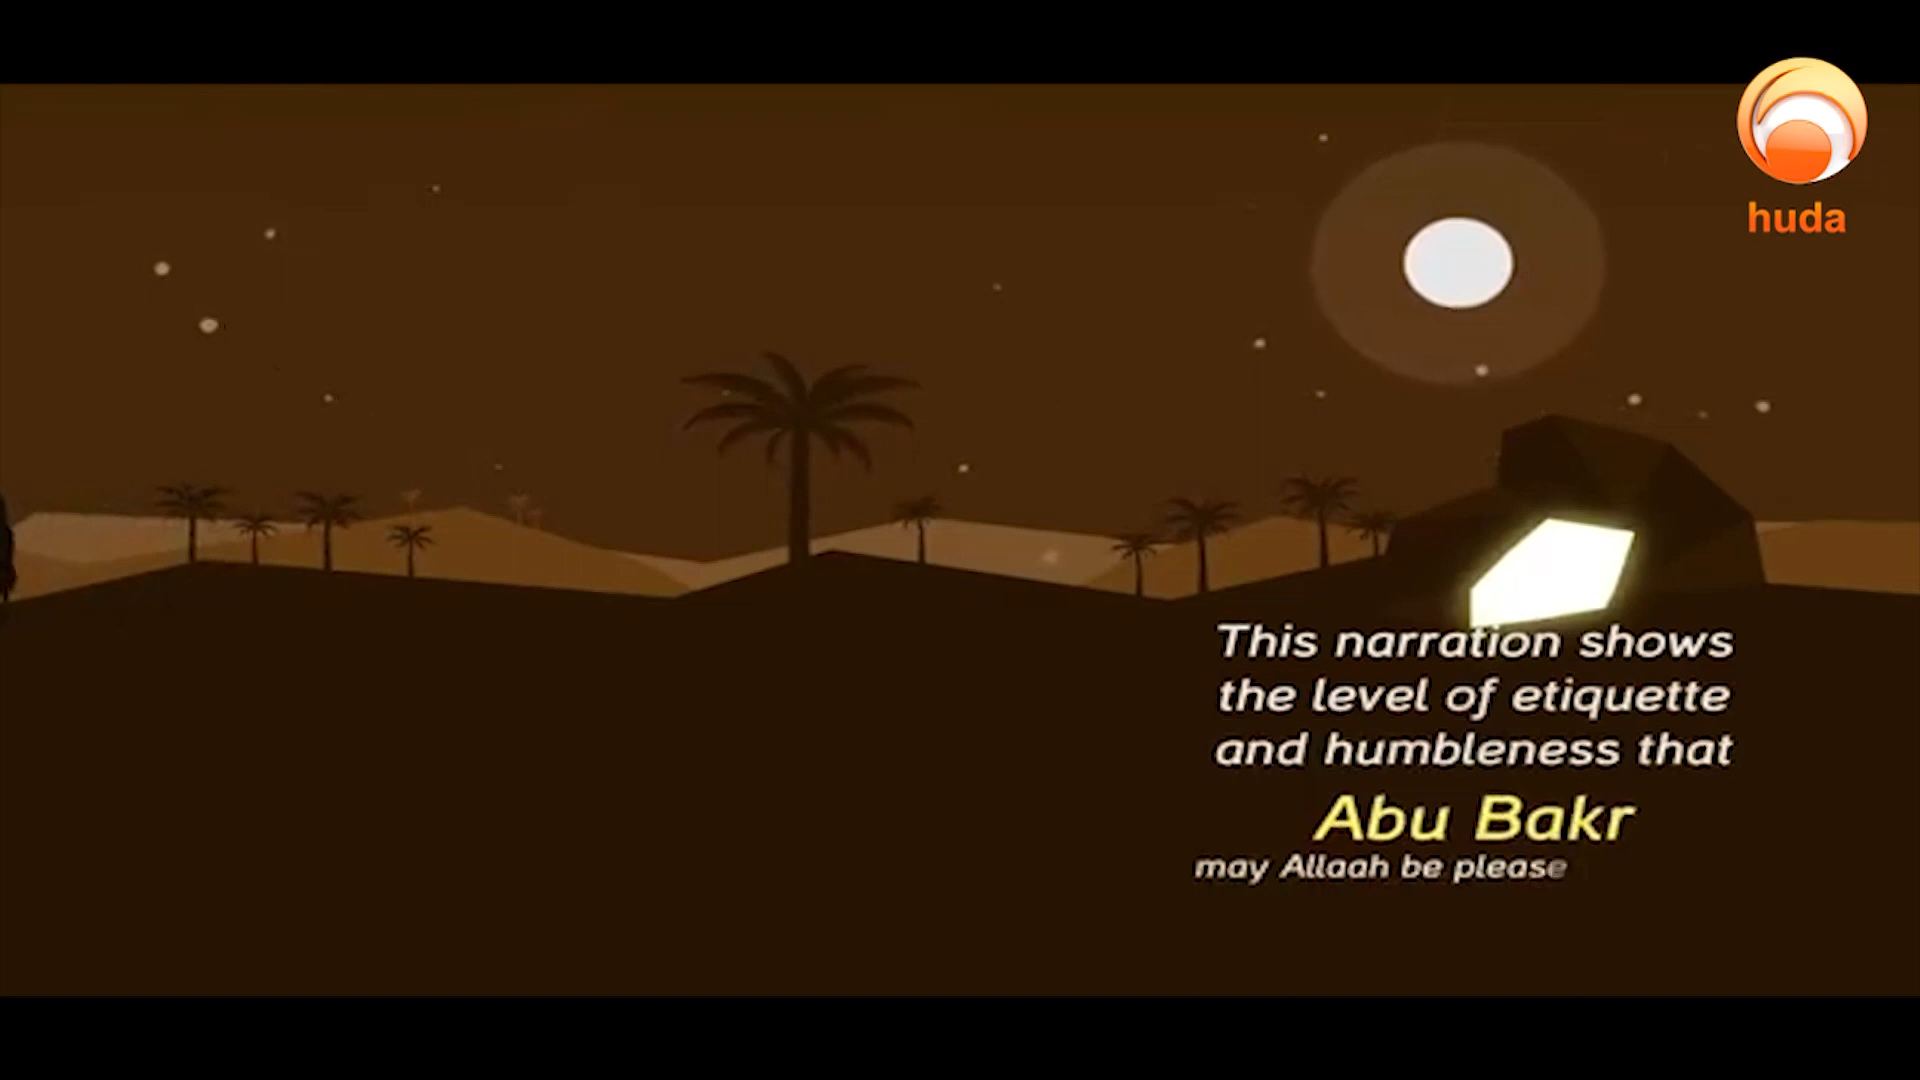 huda
This narration shows
the level of etiquette
and humbleness that
Abu Bakr
may Allaah be please